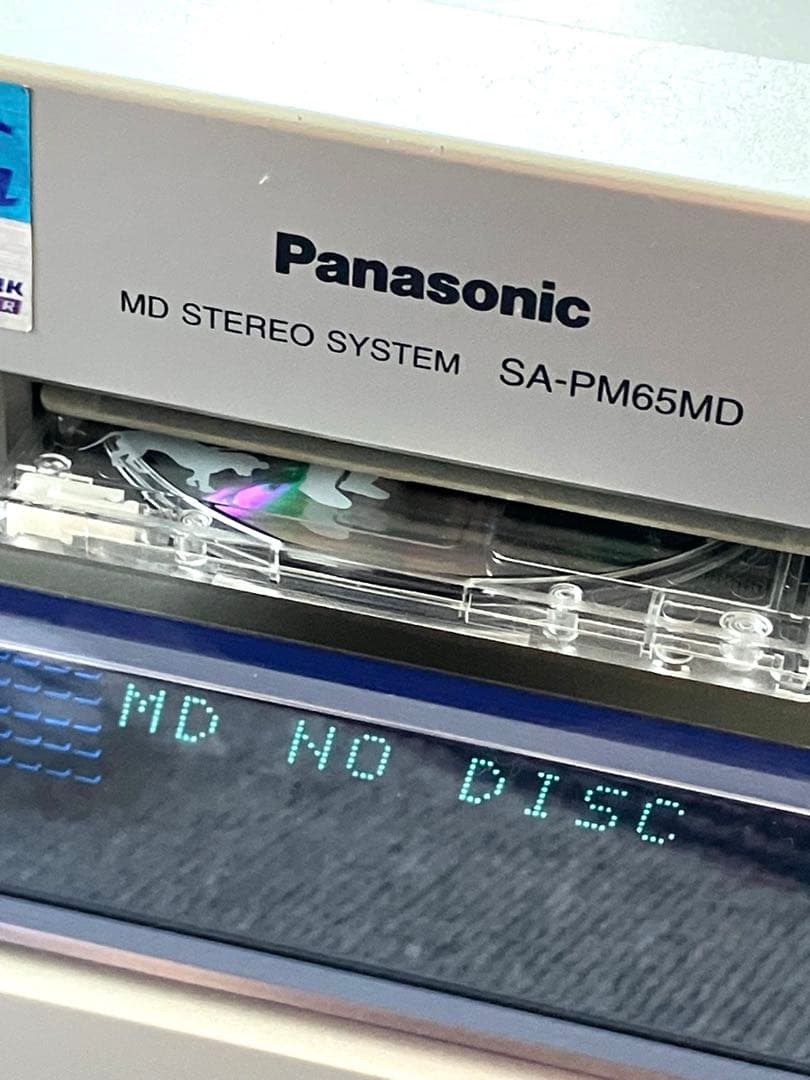 Panasonic
MD STEREO SYSTEM SA-PM65MD
MD NO DISC